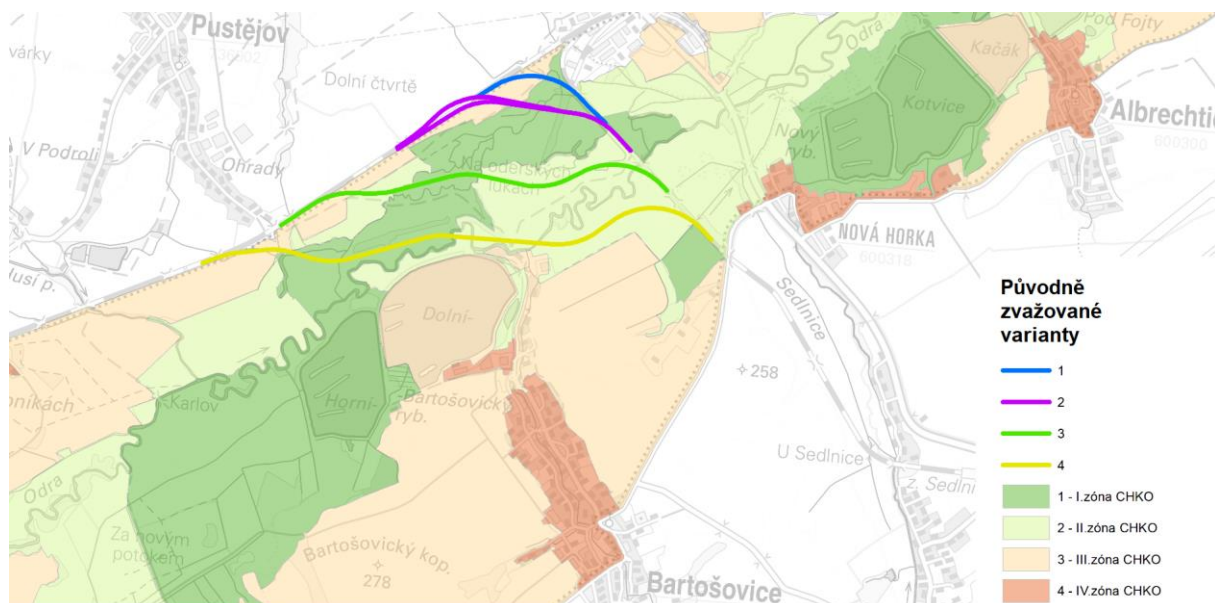 Pustějov
Dolní čtvrtě
V Podroli
Ohrady
Na oderských
lukách
Odra
Nový
ryb.
Kotvice
Kačák
Pod Fojty
600300
NOVÁ HORKA
600318
Sedlnice
258
U Sedlnice
Dolní-
Horní-
Bartošovický
ryb.
Karlov
Odra
Za novým
potokem
Bartošovický kop.
278
Bartošovice
Původně
zvažované
varianty
1
2
3
4
1 - I.zóna CHKO
2 - II.zóna CHKO
3 - III.zóna CHKO
4 - IV.zóna CHKO